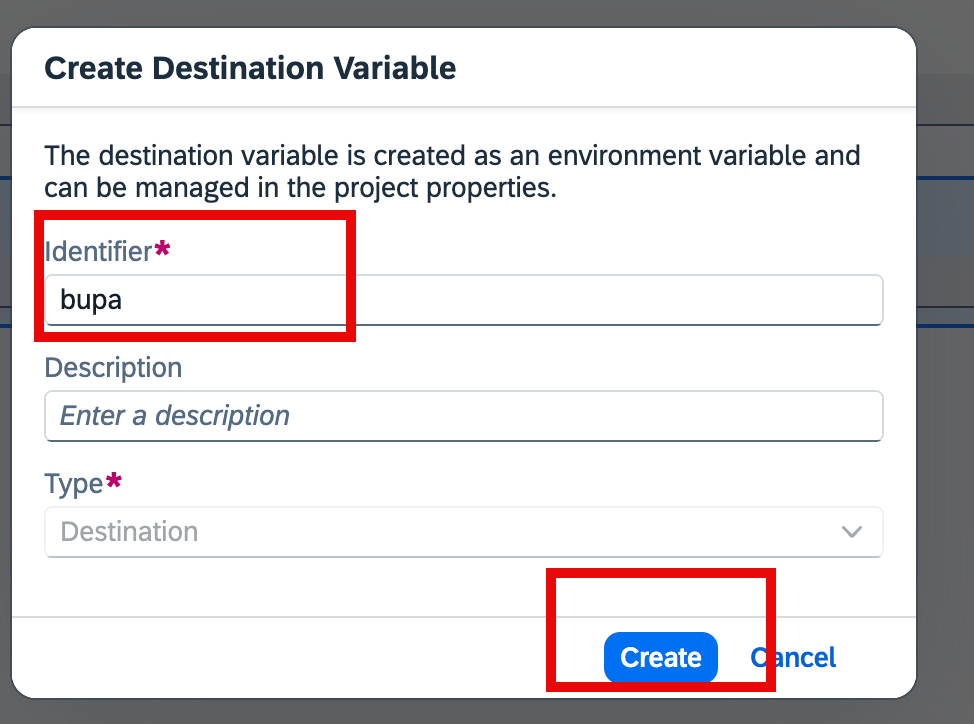 Create Destination Variable
The destination variable is created as an environment variable and
can be managed in the project properties.
Identifier*
bupa
Description
Enter a description
Type*
Destination
Create Cancel